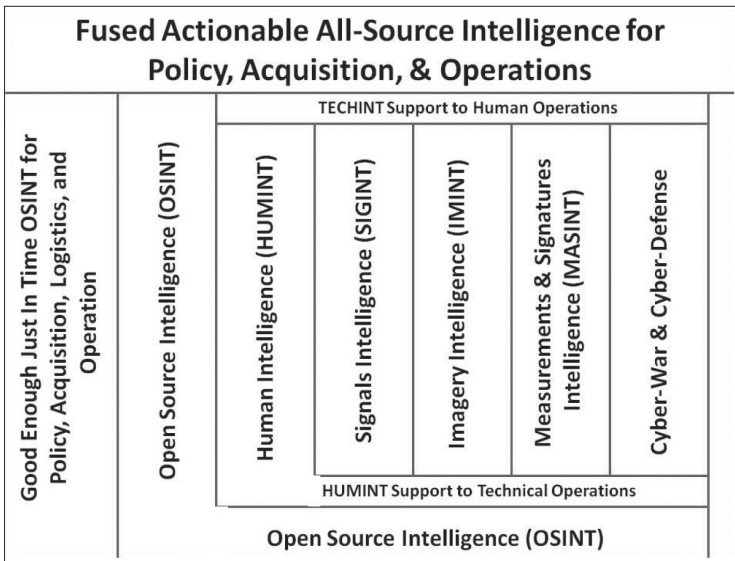 Fused Actionable All-Source Intelligence for
Policy, Acquisition, & Operations
Good Enough Just In Time OSINT for
Policy, Acquisition, Logistics, and
Operation
Open Source Intelligence (OSINT)
TECHINT Support to Human Operations
Human Intelligence (HUMINT)
Signals Intelligence (SIGINT)
Imagery Intelligence (IMINT)
Measurements & Signatures
Intelligence (MASINT)
Cyber-War & Cyber-Defense
HUMINT Support to Technical Operations
Open Source Intelligence (OSINT)